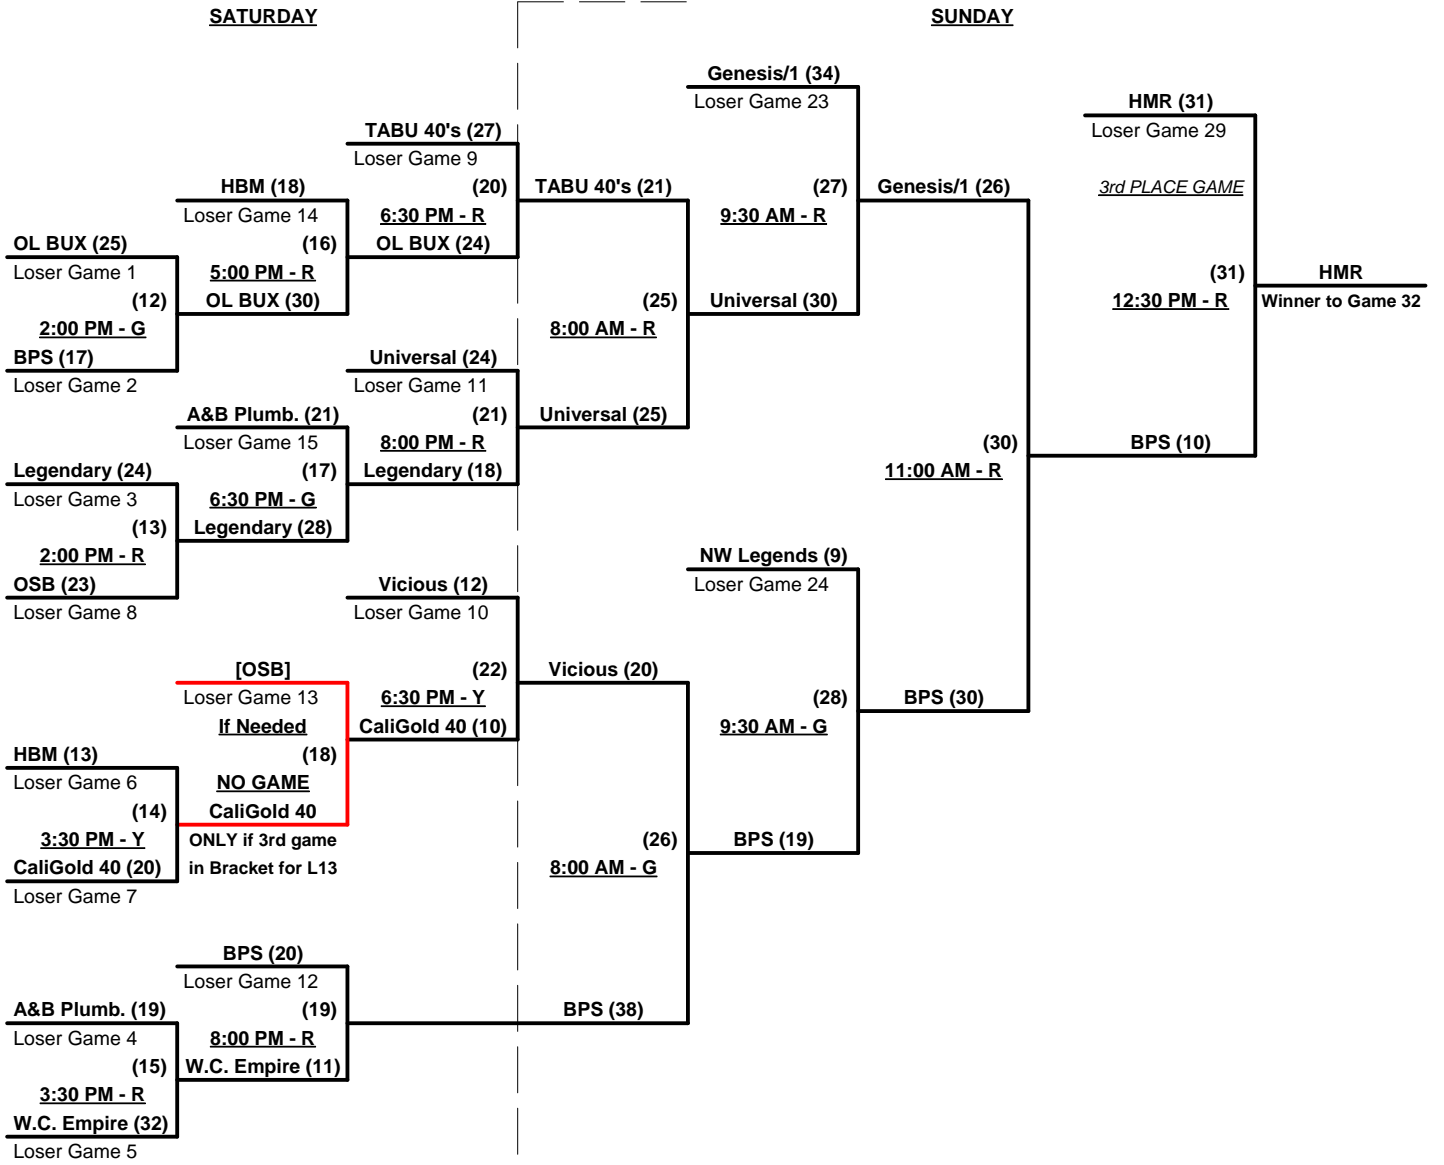 SATURDAY
SUNDAY
Genesis/1 (34)
Loser Game 23
HMR (31)
Loser Game 29
TABU 40's (27)
Loser Game 9
HBM (18)
(20)
TABU 40's (21)
(27)
Genesis/1 (26)
3rd PLACE GAME
Loser Game 14
6:30 PM - R
9:30 AM - R
OL BUX (25)
(16)
OL BUX (24)
Loser Game 1
5:00 PM - R
(31)
HMR
(12)
OL BUX (30)
(25)
Universal (30)
12:30 PM - R
Winner to Game 32
2:00 PM - G
8:00 AM - R
BPS (17)
Universal (24)
Loser Game 2
Loser Game 11
A&B Plumb. (21)
(21)
Universal (25)
Loser Game 15
8:00 PM - R
(30)
BPS (10)
Legendary (24)
(17)
Legendary (18)
11:00 AM - R
Loser Game 3
6:30 PM - G
(13)
Legendary (28)
2:00 PM - R
NW Legends (9)
OSB (23)
Vicious (12)
Loser Game 24
Loser Game 8
Loser Game 10
[OSB]
(22)
Vicious (20)
Loser Game 13
6:30 PM - Y
(28)
BPS (30)
If Needed
CaliGold 40 (10)
9:30 AM - G
HBM (13)
(18)
Loser Game 6
NO GAME
(14)
CaliGold 40
3:30 PM - Y
ONLY if 3rd game
(26)
BPS (19)
CaliGold 40 (20)
in Bracket for L13
8:00 AM - G
Loser Game 7
BPS (20)
Loser Game 12
A&B Plumb. (19)
(19)
BPS (38)
Loser Game 4
8:00 PM - R
(15)
W.C. Empire (11)
3:30 PM - R
W.C. Empire (32)
Loser Game 5